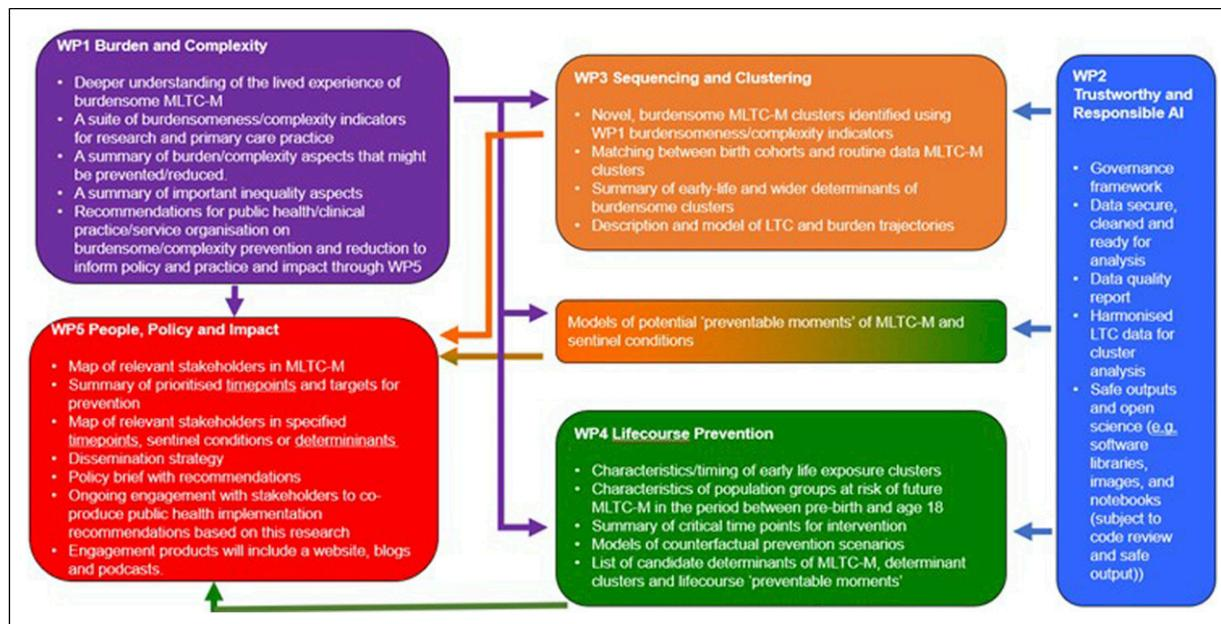 WP1 Burden and Complexity
• Deeper understanding of the lived experience of
burdensome MLTC-M
• A suite of burdensomeness/complexity indicators
for research and primary care practice
• A summary of burden/complexity aspects that might
be prevented/reduced.
• A summary of important inequality aspects
• Recommendations for public health/clinical
practice/service organisation on
burdensome/complexity prevention and reduction to
inform policy and practice and impact through WP5
WP5 People, Policy and Impact
• Map of relevant stakeholders in MLTC-M
• Summary of prioritised timepoints and targets for
prevention
• Map of relevant stakeholders in specified
timepoints, sentinel conditions or determininants
• Dissemination strategy
• Policy brief with recommendations
• Ongoing engagement with stakeholders to co-
produce public health implementation
recommendations based on this research
• Engagement products will include a website, blogs
and podcasts.
WP3 Sequencing and Clustering
• Novel, burdensome MLTC-M clusters identified using
WP1 burdensomeness/complexity indicators
• Matching between birth cohorts and routine data MLTC-M
clusters
• Summary of early-life and wider determinants of
burdensome clusters
• Description and model of LTC and burden trajectories
Models of potential 'preventable moments' of MLTC-M and
sentinel conditions
WP4 Lifecourse Prevention
• Characteristics/timing of early life exposure clusters
• Characteristics of population groups at risk of future
MLTC-M in the period between pre-birth and age 18
• Summary of critical time points for intervention
• Models of counterfactual prevention scenarios
• List of candidate determinants of MLTC-M, determinant
clusters and lifecourse 'preventable moments'
WP2
Trustworthy and
Responsible AI
• Governance
framework
• Data secure,
cleaned and
ready for
analysis
• Data quality
report
• Harmonised
LTC data for
cluster
analysis
• Safe outputs
and open
science (e.g.
software
libraries,
images, and
notebooks
(subject to
code review
and safe
output))